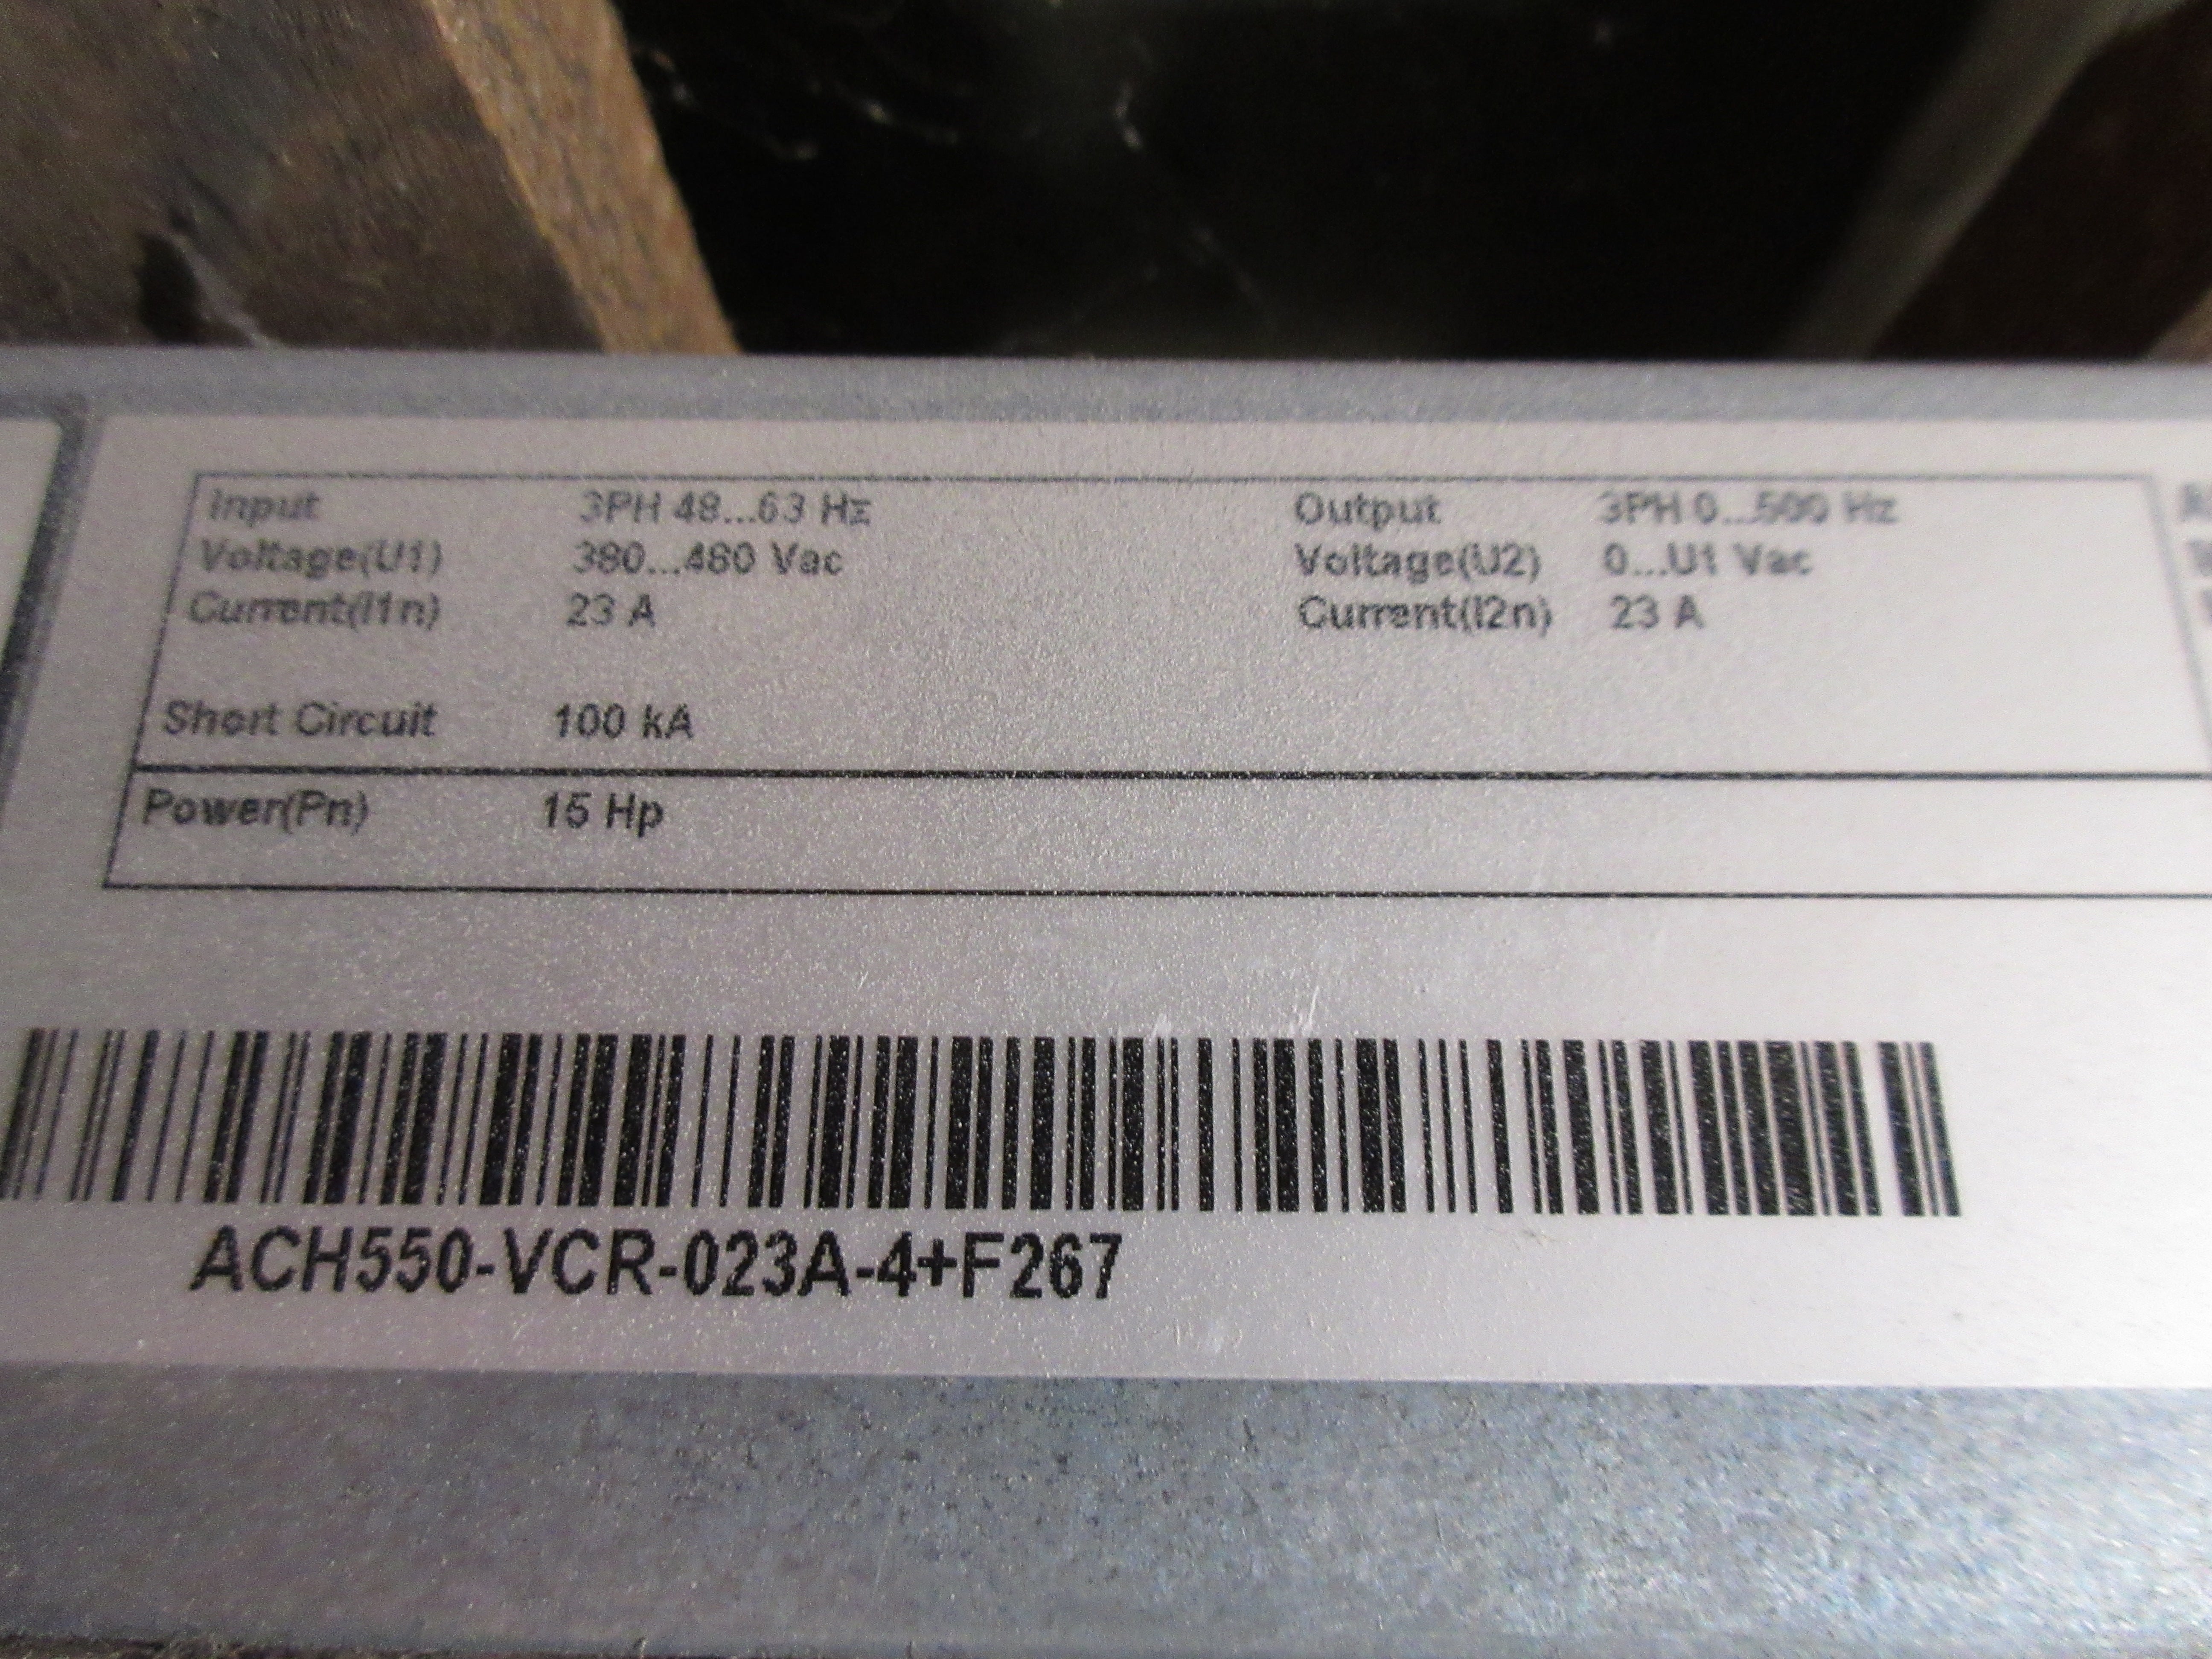 Input 3PH 48...63 Hz Output 3PH 0...500 Hz
Voltage(U1) 380...480 Vac Voltage(U2) 0...U1 Vac
Current(I1n) 23 A Current(I2n) 23 A
Short Circuit 100 kA
Power(Pn) 15 Hp
ACH550-VCR-023A-4+F267